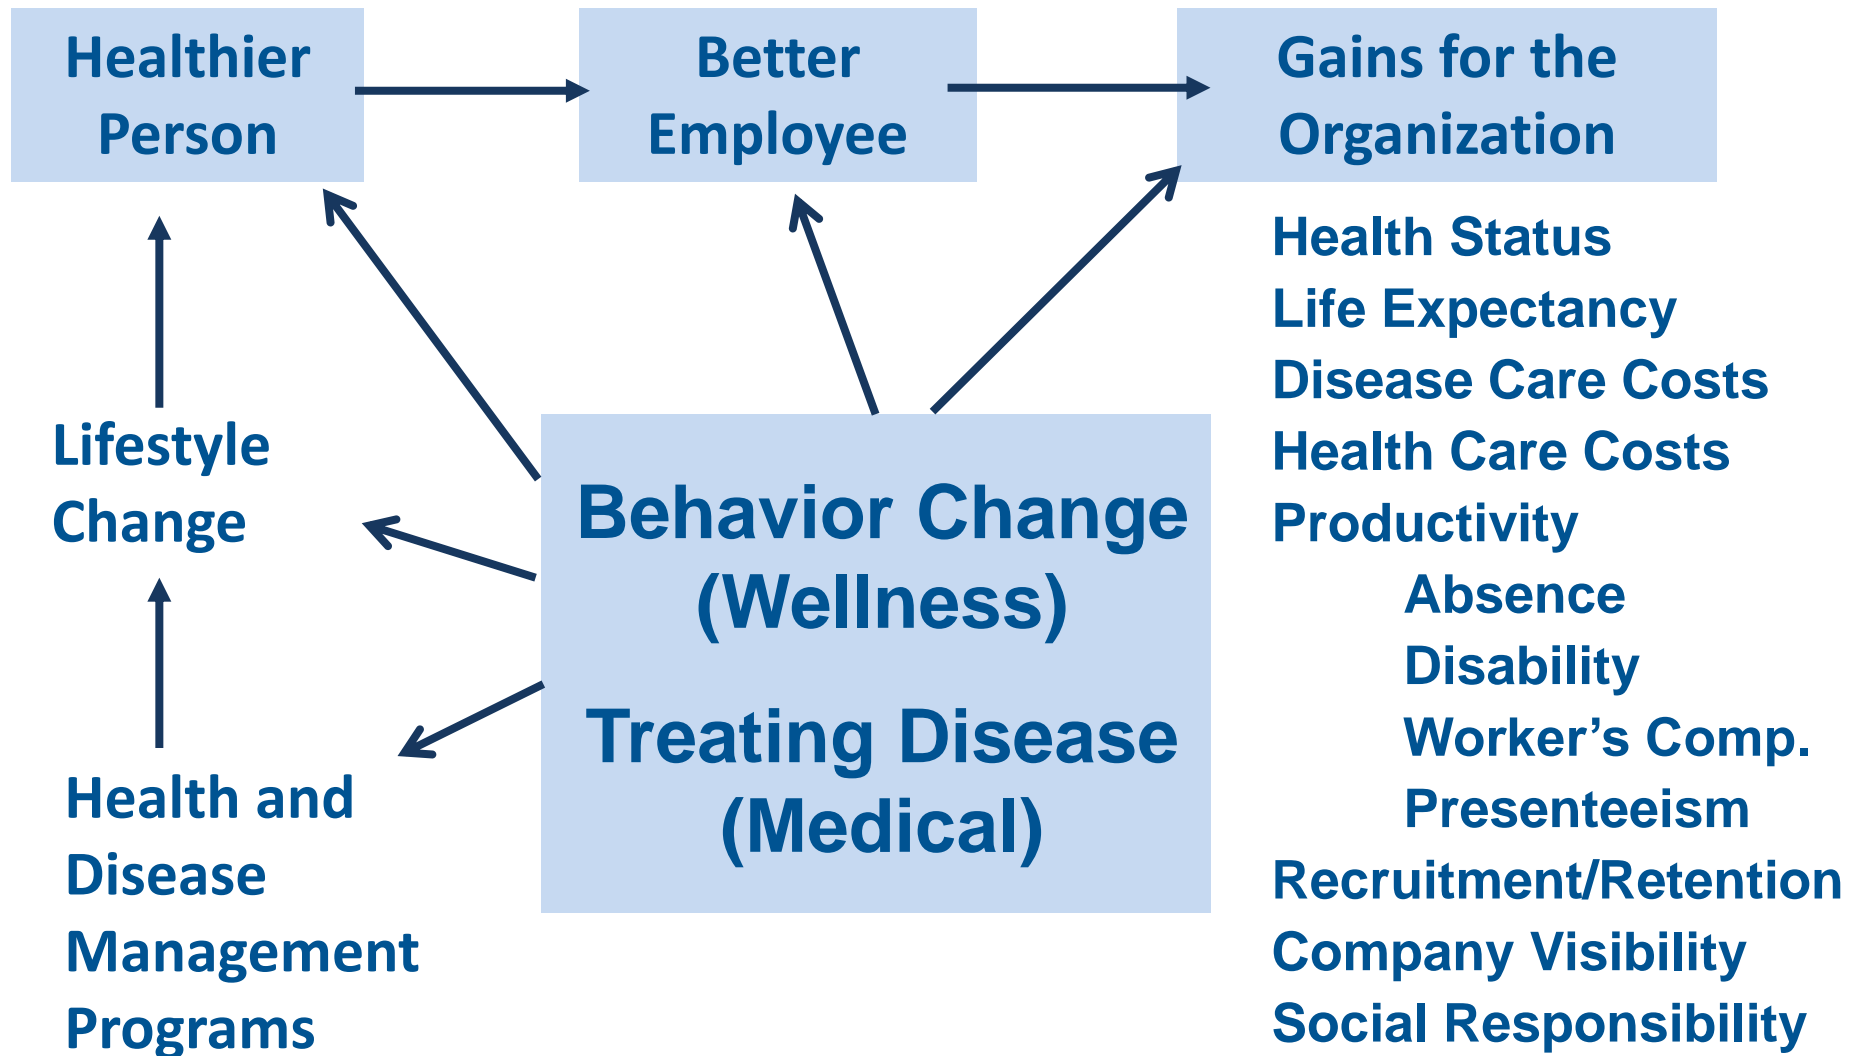 Healthier
Person
Better
Employee
Gains for the
Organization
Lifestyle
Change
Health and
Disease
Management
Programs
Behavior Change
(Wellness)
Treating Disease
(Medical)
Health Status
Life Expectancy
Disease Care Costs
Health Care Costs
Productivity
Absence
Disability
Worker’s Comp.
Presenteeism
Recruitment/Retention
Company Visibility
Social Responsibility